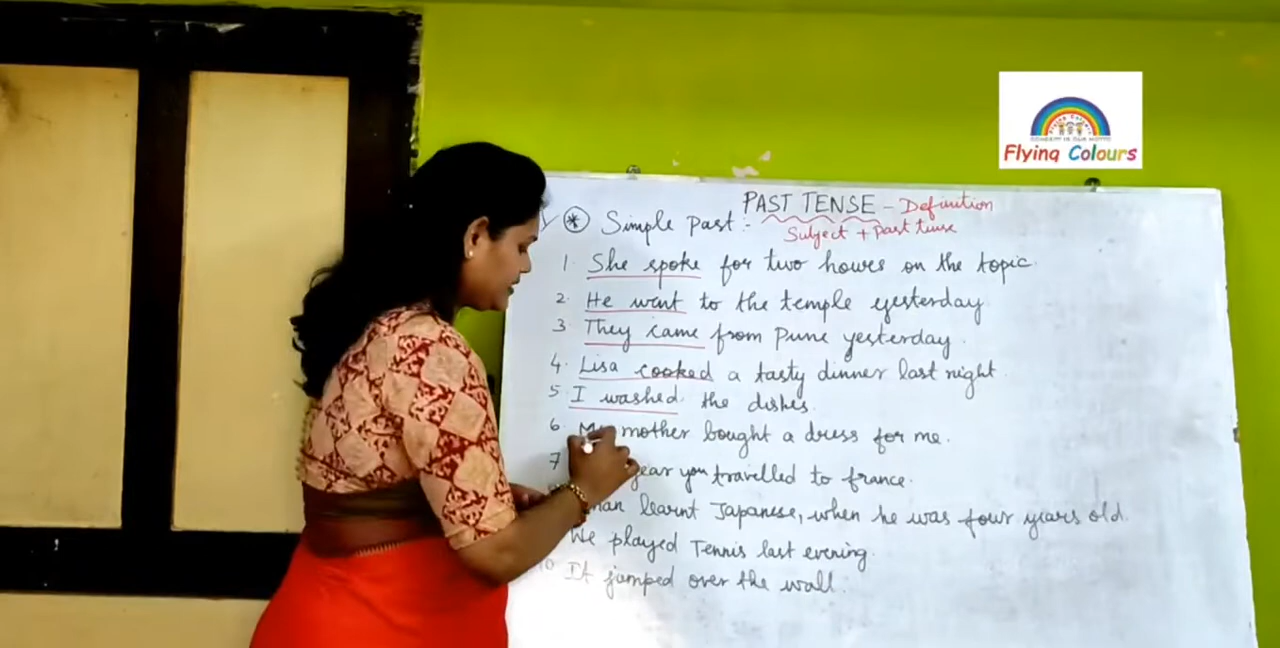 Flying Colours
PAST TENSE - Definition
Simple Past :-
Subject + Past tense
1. She spoke for two houres on the topic.
2. He went to the temple yesterday
3. They came from Pune yesterday.
4. Lisa cooked a tasty dinner last night.
5. I washed the dishes.
6. mother bought a dress for me.
7 year you travelled to france.
learnt Japanese, when he was four years old.
We played Tennis last evening.
10 It jumped over the wall.